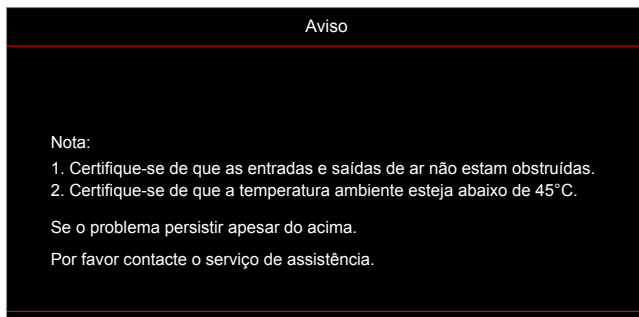 Aviso
Nota:
1. Certifique-se de que as entradas e saídas de ar não estam obstruídas.
2. Certifique-se de que a temperatura ambiente esteja abaixo de 45°C.
Se o problema persistir apesar do acima.
Por favor contacte o serviço de assistência.